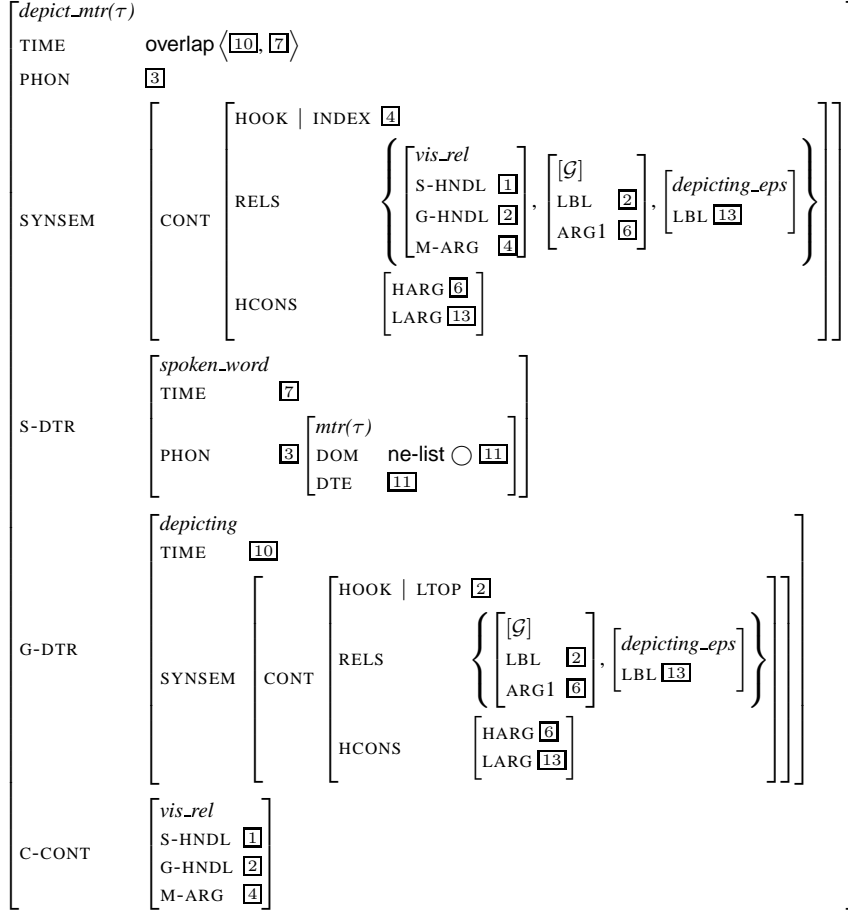 depict_mtr(τ)
TIME overlap ⟨10, 7⟩
PHON 3
HOOK | INDEX 4
vis_rel
S-HNDL 1
G-HNDL 2
M-ARG 4
[𝒢]
LBL 2
ARG1 6
depicting_eps
LBL 13
SYNSEM CONT RELS { , , }
HCONS
HARG 6
LARG 13
S-DTR
spoken_word
TIME 7
PHON 3
mtr(τ)
DOM ne-list ◯ 11
DTE 11
G-DTR
depicting
TIME 10
SYNSEM CONT
HOOK | LTOP 2
RELS { , }
[𝒢]
LBL 2
ARG1 6
depicting_eps
LBL 13
HCONS
HARG 6
LARG 13
C-CONT
vis_rel
S-HNDL 1
G-HNDL 2
M-ARG 4